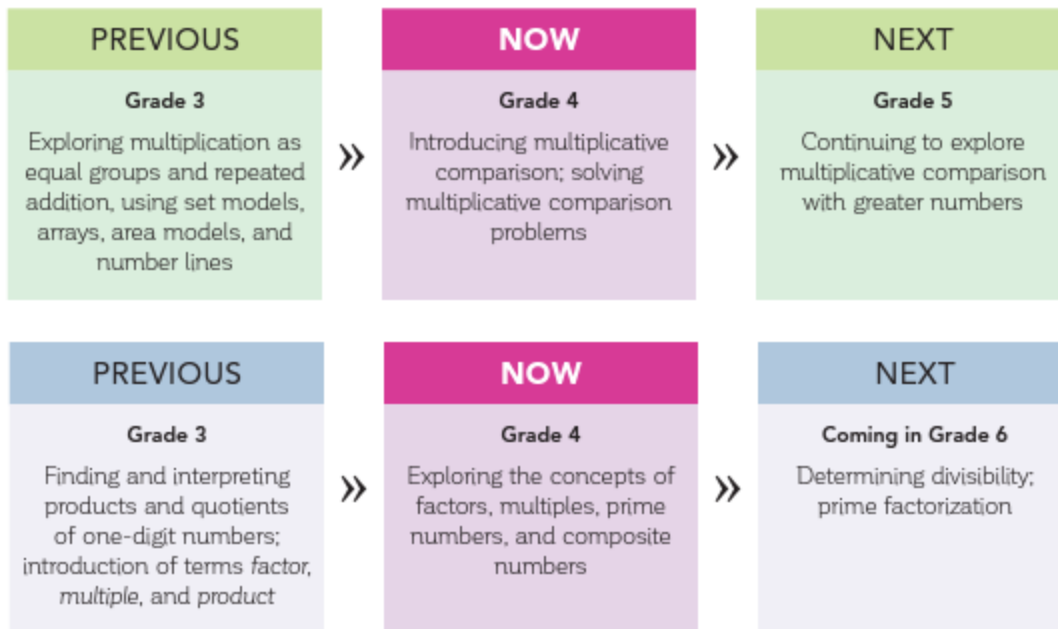 PREVIOUS
Grade 3
Exploring multiplication as
equal groups and repeated
addition, using set models,
arrays, area models, and
number lines
»
NOW
Grade 4
Introducing multiplicative
comparison; solving
multiplicative comparison
problems
»
NEXT
Grade 5
Continuing to explore
multiplicative comparison
with greater numbers
PREVIOUS
Grade 3
Finding and interpreting
products and quotients
of one-digit numbers;
introduction of terms factor,
multiple, and product
»
NOW
Grade 4
Exploring the concepts of
factors, multiples, prime
numbers, and composite
numbers
»
NEXT
Coming in Grade 6
Determining divisibility;
prime factorization